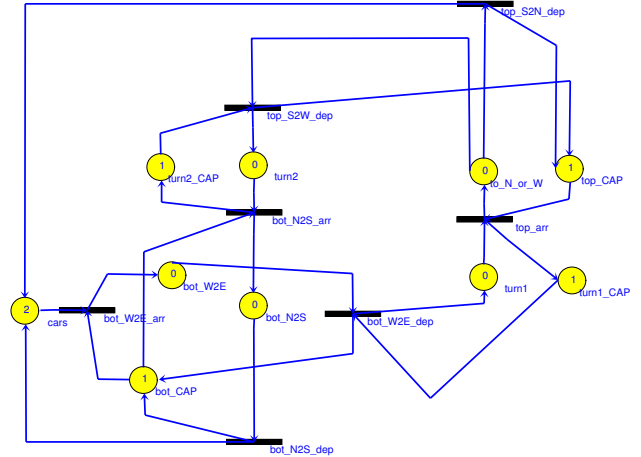 top_S2N_dep
top_S2W_dep
1
turn2_CAP
0
turn2
0
to_N_or_W
1
top_CAP
bot_N2S_arr
top_arr
0
bot_W2E
0
turn1
1
turn1_CAP
2
cars
bot_W2E_arr
0
bot_N2S
bot_W2E_dep
1
bot_CAP
bot_N2S_dep